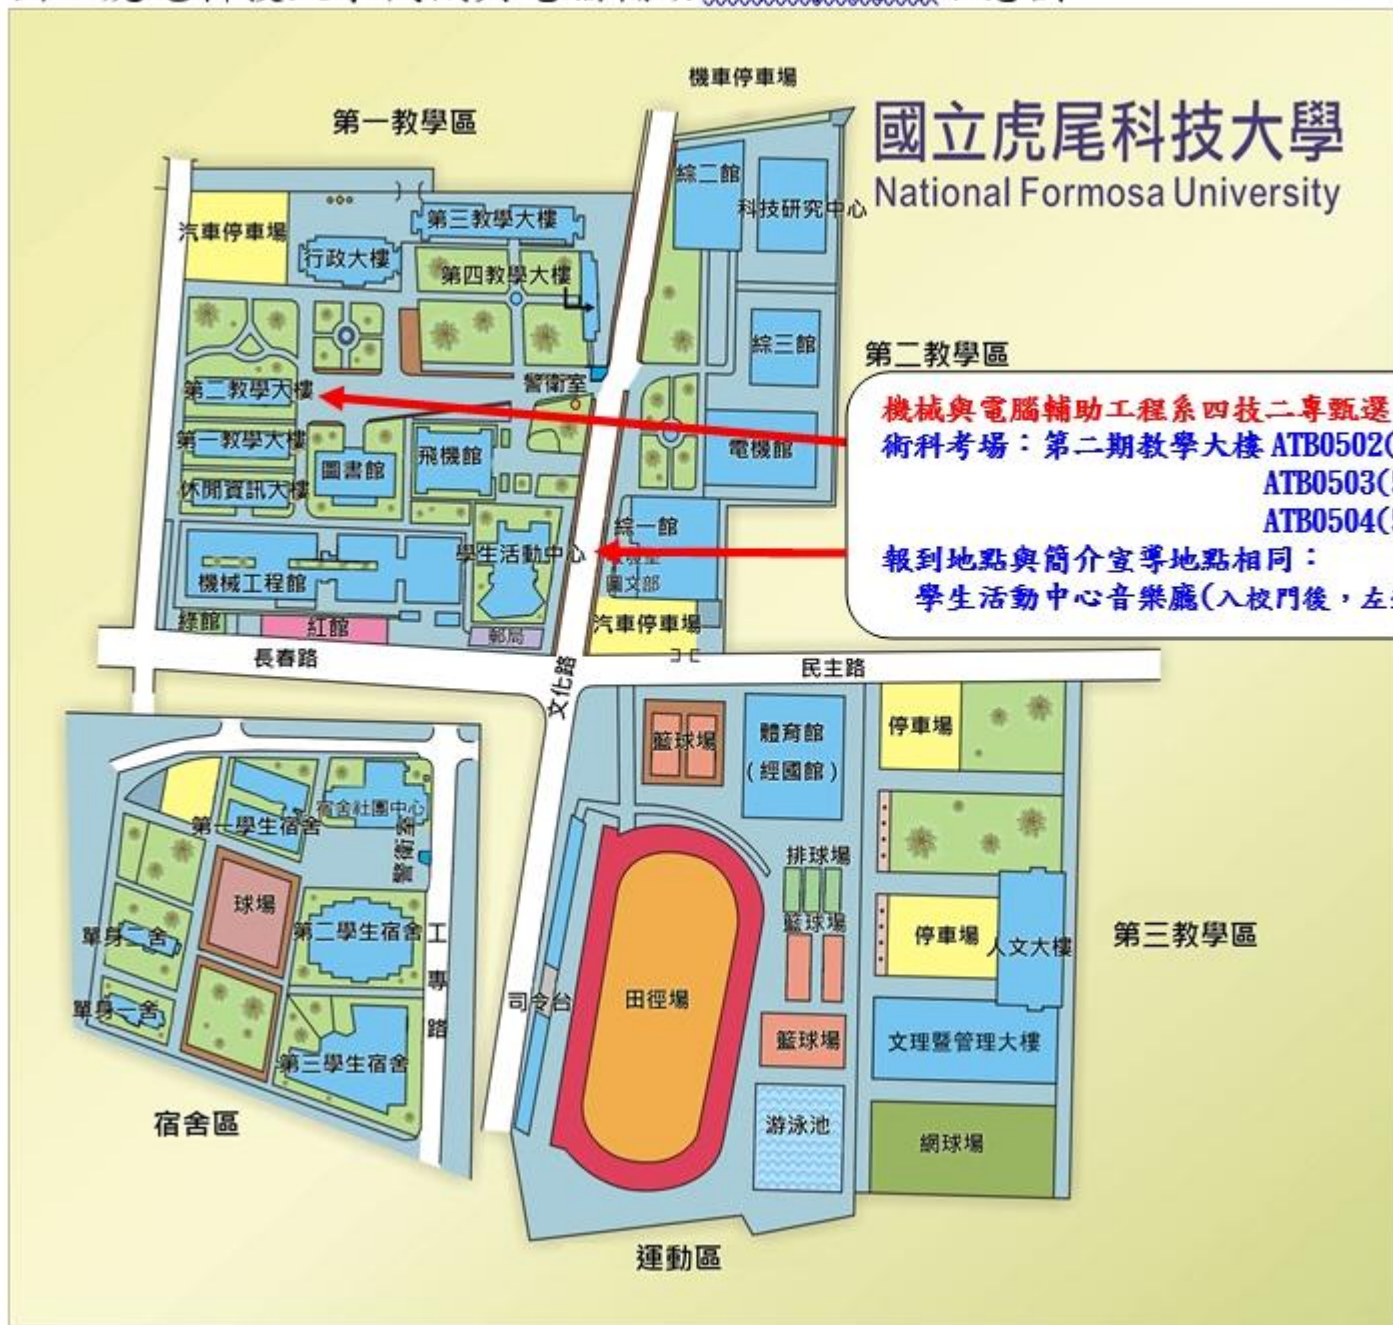 機車停車場
第一教學區
國立虎尾科技大學
National Formosa University
綜二館
科技研究中心
汽車停車場
第三教學大樓
行政大樓
第四教學大樓
綜三館
第二教學區
警衛室
第二教學大樓
機械與電腦輔助工程系四技二專甄選
術科考場：第二期教學大樓 ATB0502(
ATB0503(
ATB0504(
報到地點與簡介宣導地點相同：
學生活動中心音樂廳(入校門後，左
第一教學大樓
圖書館
飛機館
電機館
休閒資訊大樓
綜一館
學生活動中心
圖文部
機械工程館
綠館
紅館
郵局
汽車停車場
長春路
文化路
民主路
籃球場
體育館
(經國館)
停車場
宿舍社團中心
第一學生宿舍
警衛室
排球場
籃球場
球場
單身二舍
第二學生宿舍
工專路
停車場
人文大樓
第三教學區
單身一舍
司令台
田徑場
籃球場
文理暨管理大樓
第三學生宿舍
宿舍區
游泳池
網球場
運動區